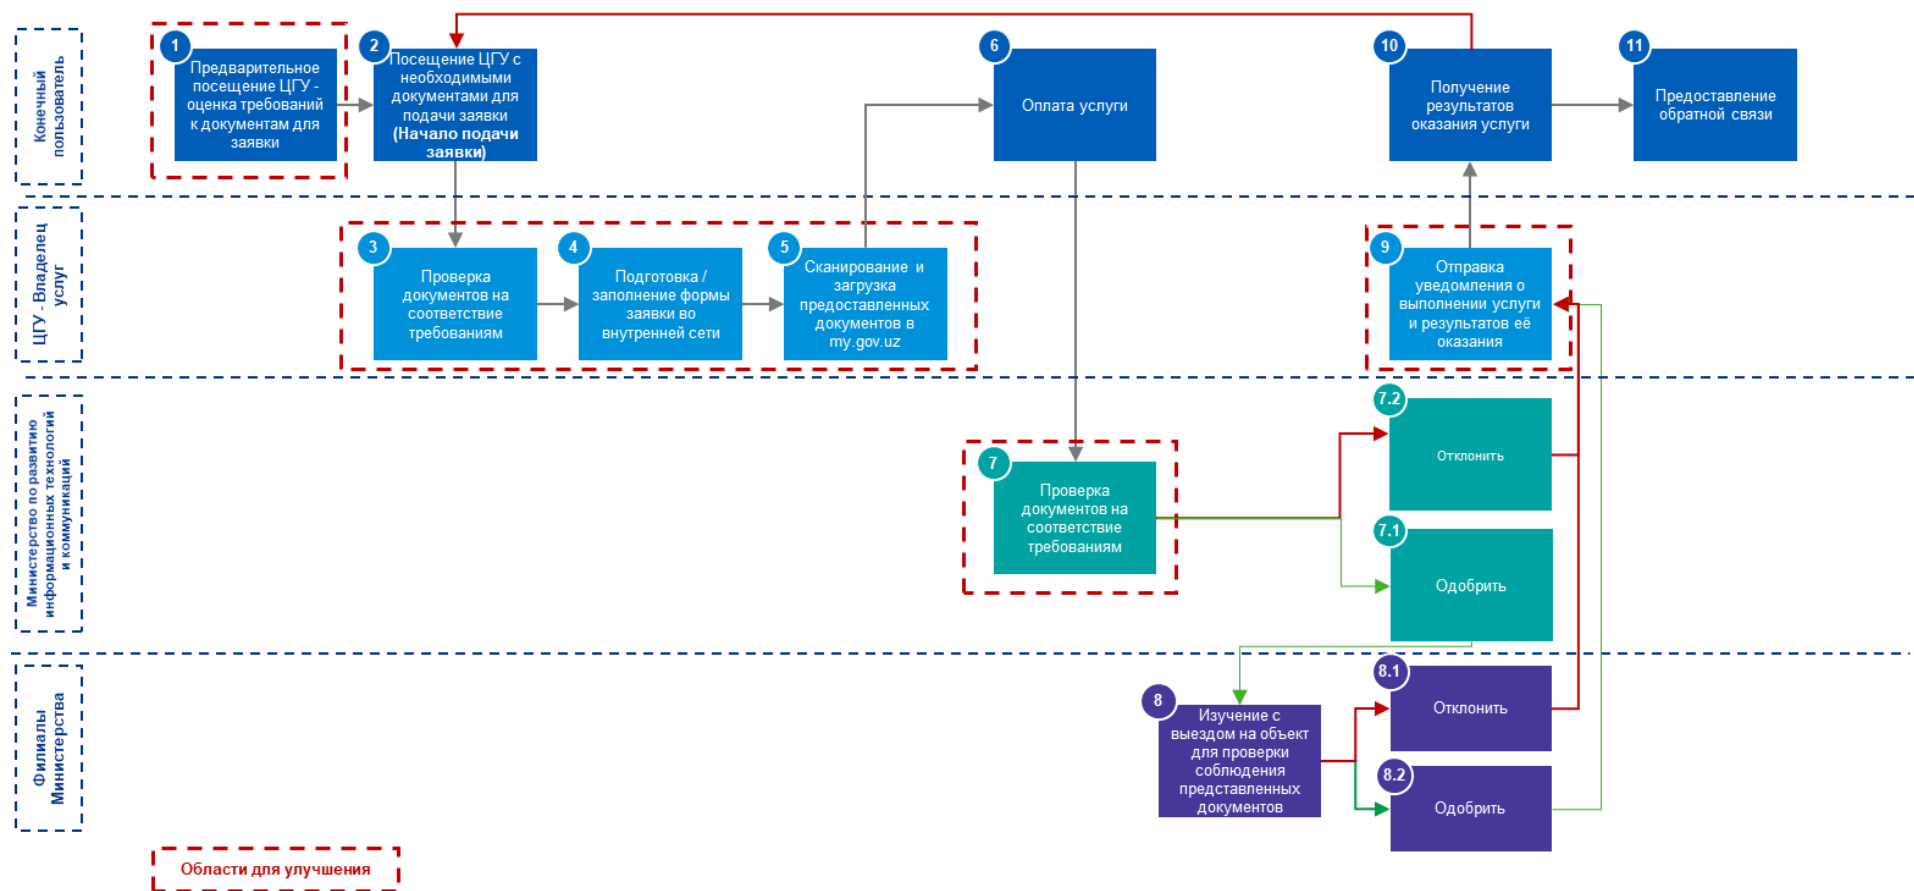 Конечный
пользователь
1
Предварительное
посещение ЦГУ -
оценка требований
к документам для
заявки
2
Посещение ЦГУ с
необходимыми
документами для
подачи заявки
(Начало подачи
заявки)
6
Оплата услуги
10
Получение
результатов
оказания услуги
11
Предоставление
обратной связи
ЦГУ - Владелец
услуг
3
Проверка
документов на
соответствие
требованиям
4
Подготовка /
заполнение формы
заявки во
внутренней сети
5
Сканирование и
загрузка
предоставленных
документов в
my.gov.uz
9
Отправка
уведомления о
выполнении услуги
и результатов её
оказания
Министерство по развитию
информационных технологий
и коммуникаций
7
Проверка
документов на
соответствие
требованиям
7.2
Отклонить
7.1
Одобрить
Филиалы
Министерства
8
Изучение с
выездом на объект
для проверки
соблюдения
представленных
документов
8.1
Отклонить
8.2
Одобрить
Области для улучшения